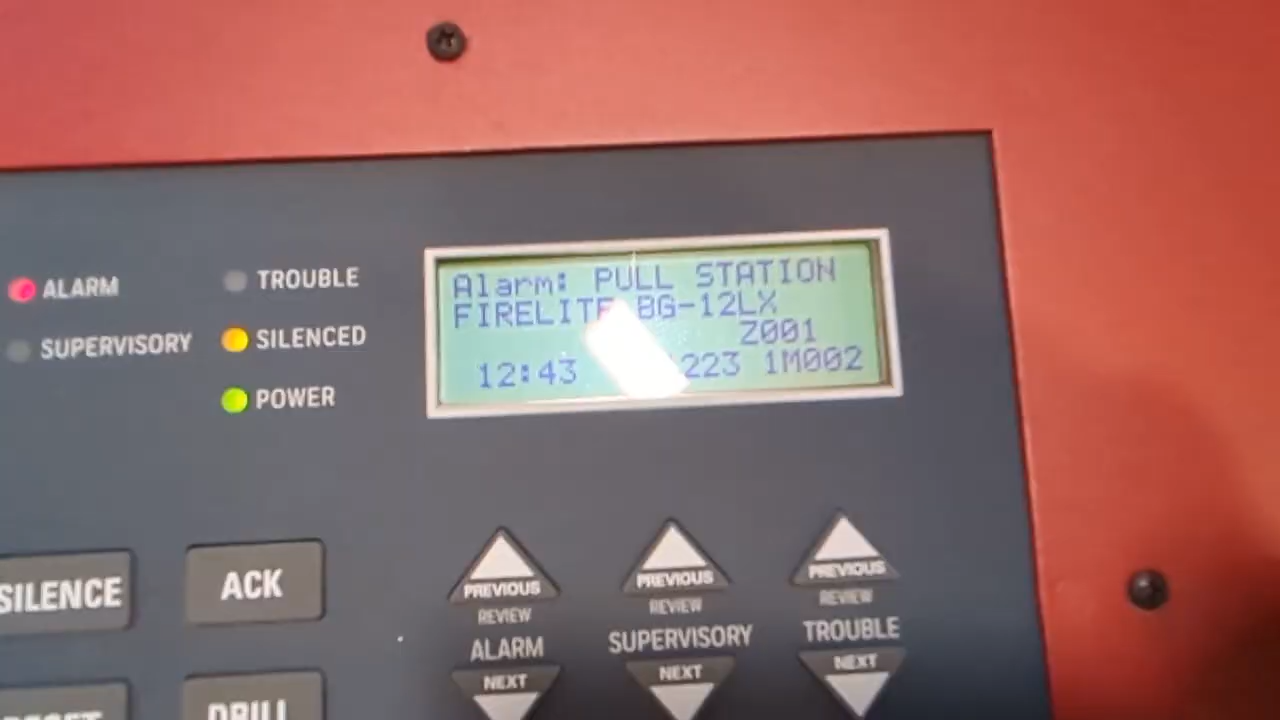 ALARM
TROUBLE
SUPERVISORY
SILENCED
POWER
Alarm: PULL STATION
FIRELITE BG-12LX
Z001
12:43 223 1M002
SILENCE
ACK
PREVIOUS
REVIEW
ALARM
NEXT
PREVIOUS
REVIEW
SUPERVISORY
NEXT
PREVIOUS
REVIEW
TROUBLE
NEXT
RESET
DRILL